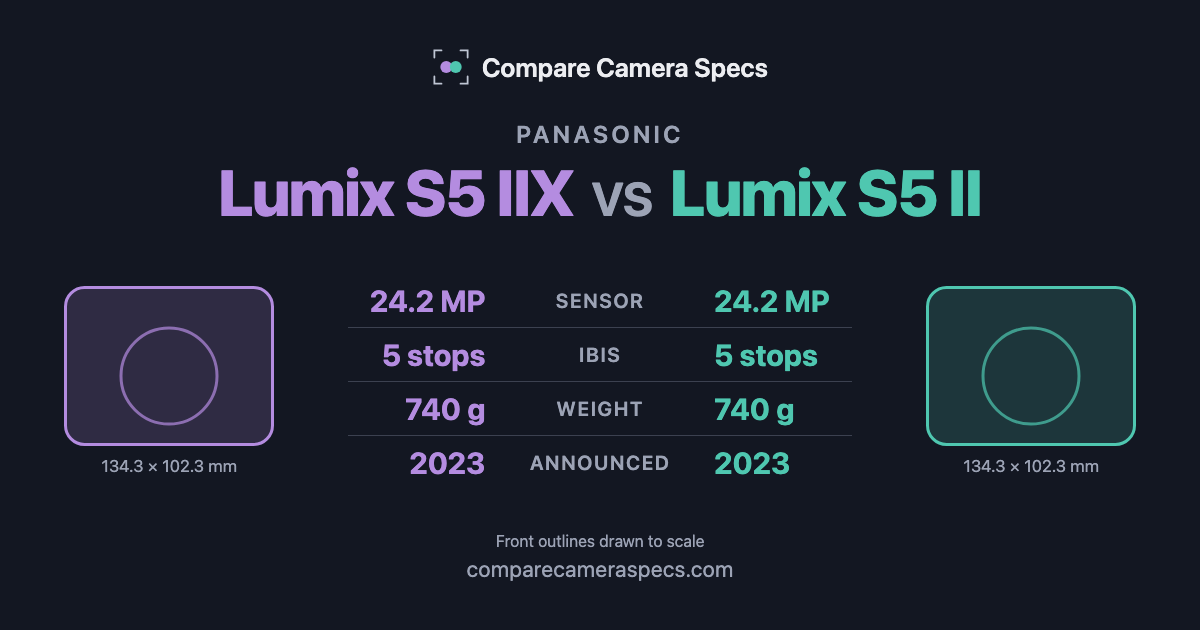 Compare Camera Specs
PANASONIC
Lumix S5 IIX vs Lumix S5 II
24.2 MP SENSOR 24.2 MP
5 stops IBIS 5 stops
740 g WEIGHT 740 g
2023 ANNOUNCED 2023
134.3 × 102.3 mm 134.3 × 102.3 mm
Front outlines drawn to scale
comparecameraspecs.com